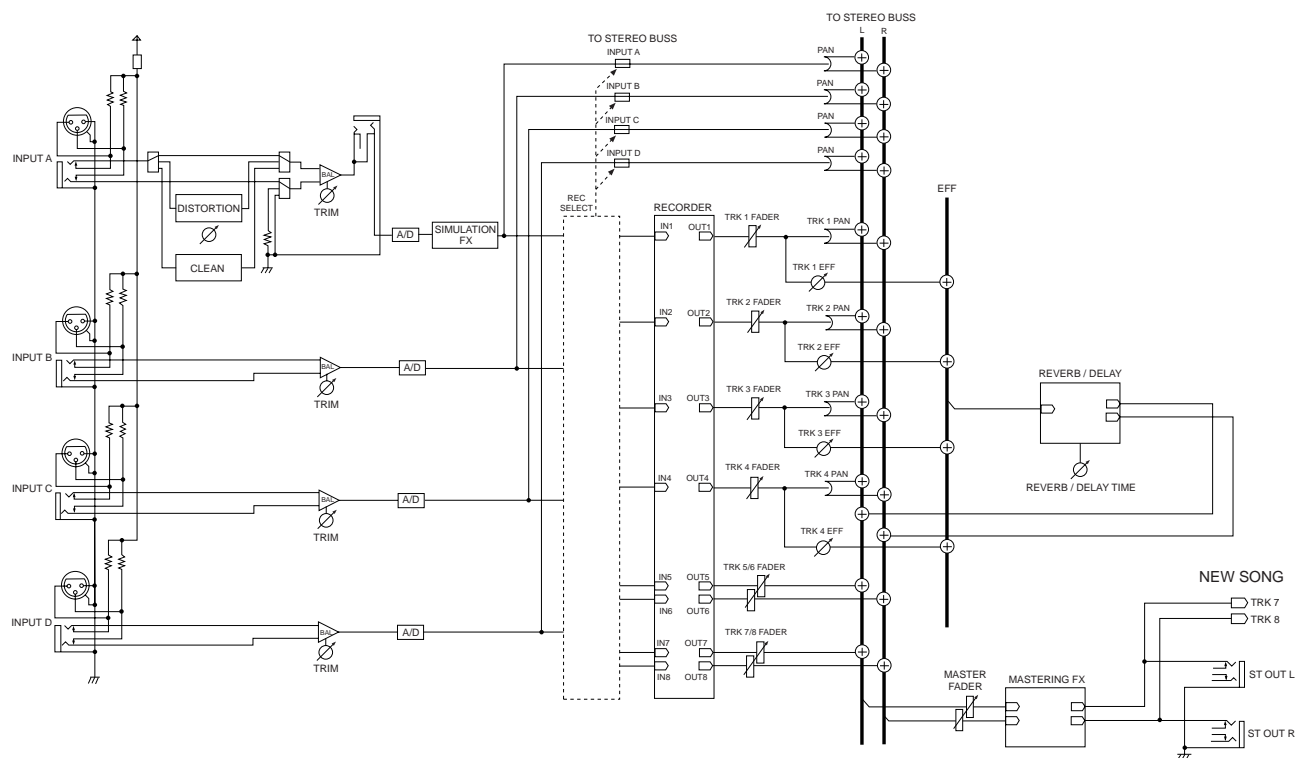 TO STEREO BUSS
L R
TO STEREO BUSS
INPUT A
PAN
INPUT B
PAN
INPUT C
PAN
INPUT D
PAN
INPUT A
DISTORTION
CLEAN
BAL
TRIM
A/D
SIMULATION
FX
REC
SELECT
RECORDER
IN1 OUT1
TRK 1 FADER
TRK 1 PAN
TRK 1 EFF
EFF
IN2 OUT2
TRK 2 FADER
TRK 2 PAN
TRK 2 EFF
INPUT B
BAL
TRIM
A/D
IN3 OUT3
TRK 3 FADER
TRK 3 PAN
TRK 3 EFF
REVERB / DELAY
REVERB / DELAY TIME
INPUT C
BAL
TRIM
A/D
IN4 OUT4
TRK 4 FADER
TRK 4 PAN
TRK 4 EFF
IN5 OUT5
IN6 OUT6
TRK 5/6 FADER
INPUT D
BAL
TRIM
A/D
IN7 OUT7
IN8 OUT8
TRK 7/8 FADER
NEW SONG
TRK 7
TRK 8
MASTER
FADER
MASTERING FX
ST OUT L
ST OUT R